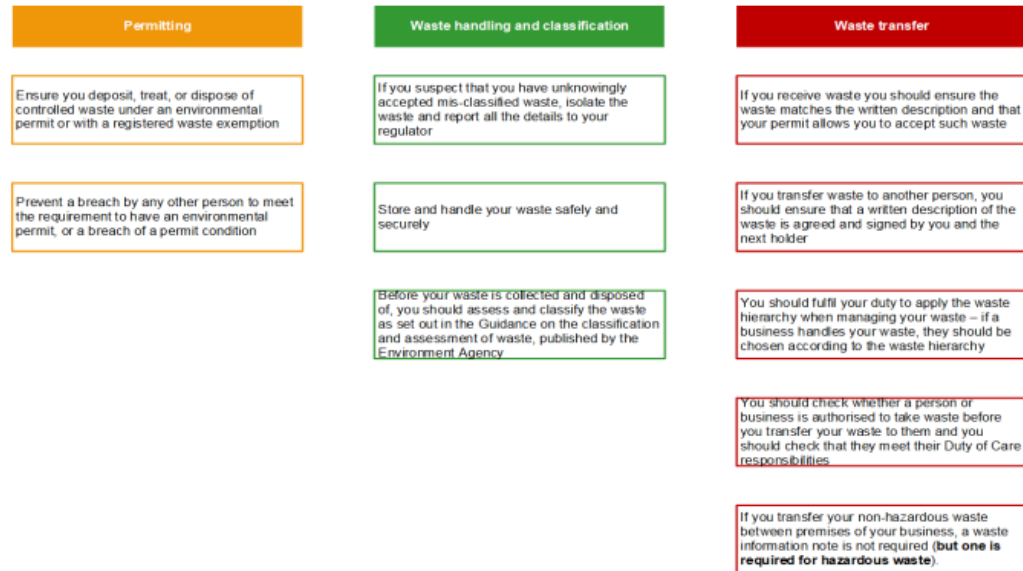 Permitting
Ensure you deposit, treat, or dispose of
controlled waste under an environmental
permit or with a registered waste exemption
Prevent a breach by any other person to meet
the requirement to have an environmental
permit, or a breach of a permit condition
Waste handling and classification
If you suspect that you have unknowingly
accepted mis-classified waste, isolate the
waste and report all the details to your
regulator
Store and handle your waste safely and
securely
Before your waste is collected and disposed
of, you should assess and classify the waste
as set out in the Guidance on the classification
and assessment of waste, published by the
Environment Agency
Waste transfer
If you receive waste you should ensure the
waste matches the written description and that
your permit allows you to accept such waste
If you transfer waste to another person, you
should ensure that a written description of the
waste is agreed and signed by you and the
next holder
You should fulfil your duty to apply the waste
hierarchy when managing your waste – if a
business handles your waste, they should be
chosen according to the waste hierarchy
You should check whether a person or
business is authorised to take waste before
you transfer your waste to them and you
should check that they meet their Duty of Care
responsibilities
If you transfer your non-hazardous waste
between premises of your business, a waste
information note is not required (but one is
required for hazardous waste).